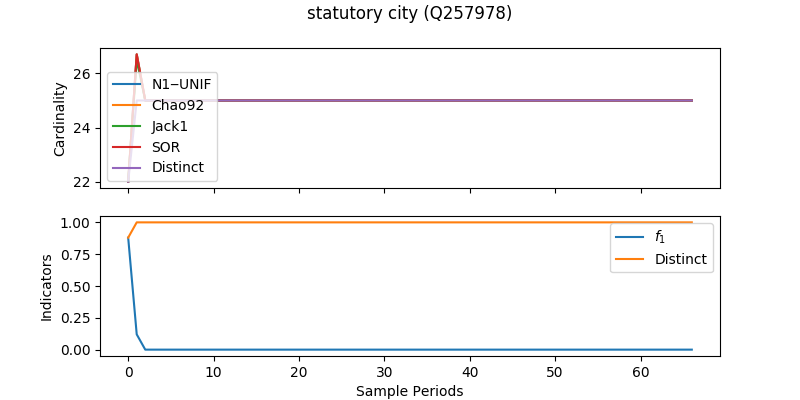 statutory city (Q257978)
Cardinality
26
24
22
N1‒UNIF
Chao92
Jack1
SOR
Distinct
Indicators
1.00
0.75
0.50
0.25
0.00
f1
Distinct
0 10 20 30 40 50 60
Sample Periods